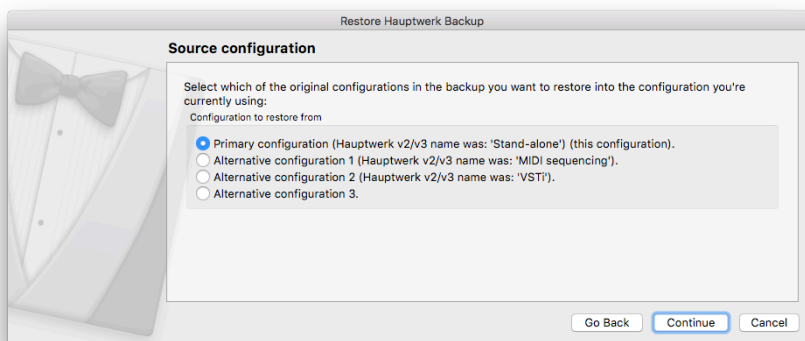 Restore Hauptwerk Backup
Source configuration
Select which of the original configurations in the backup you want to restore into the configuration you're
currently using:
Configuration to restore from
Primary configuration (Hauptwerk v2/v3 name was: 'Stand-alone') (this configuration).
Alternative configuration 1 (Hauptwerk v2/v3 name was: 'MIDI sequencing').
Alternative configuration 2 (Hauptwerk v2/v3 name was: 'VSTi').
Alternative configuration 3.
Go Back Continue Cancel